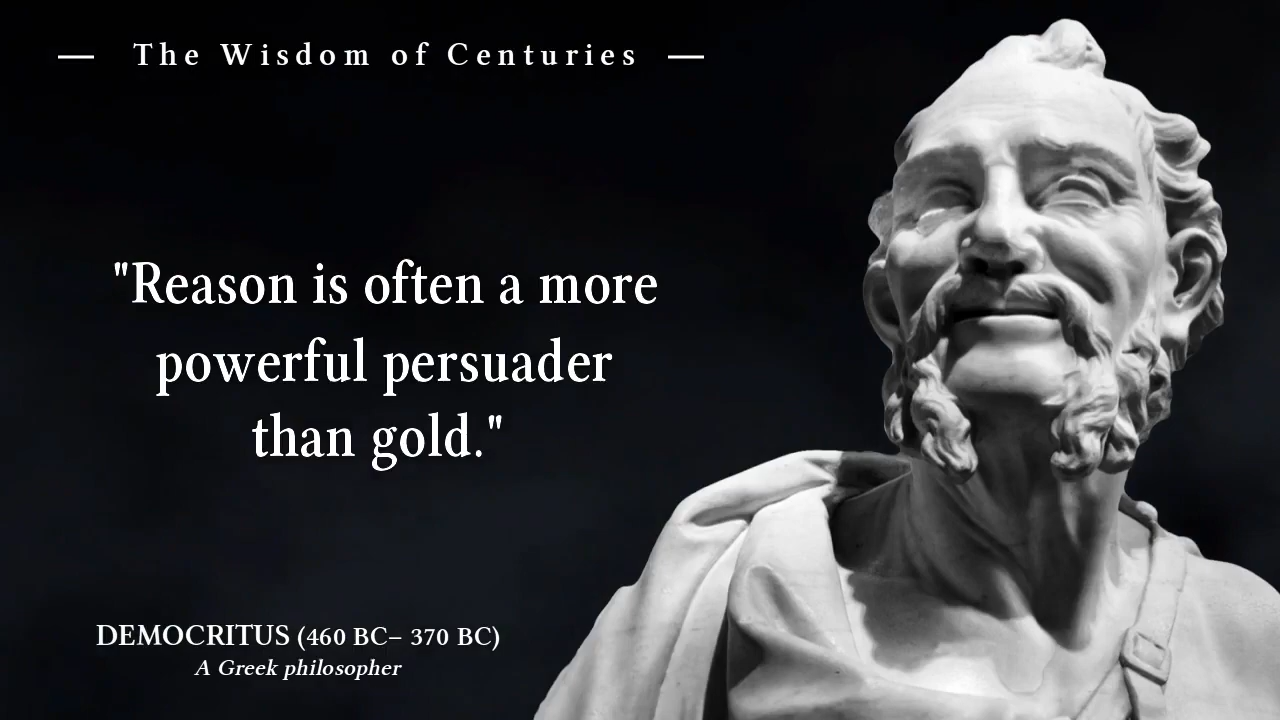 — The Wisdom of Centuries —
"Reason is often a more
powerful persuader
than gold."
DEMOCRITUS (460 BC– 370 BC)
A Greek philosopher